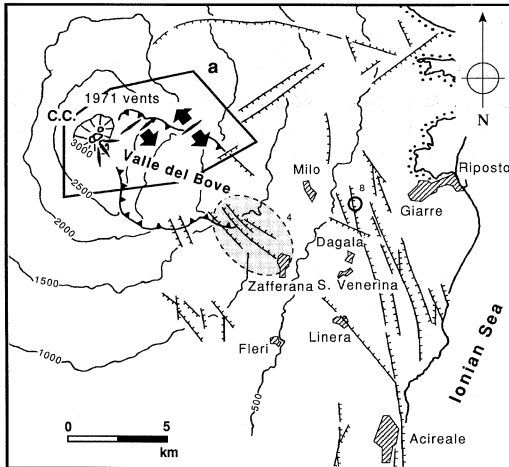 a
1971 vents
C.C.
3000
Valle del Bove
2500
2000
1500
1000
500
N
Milo
8
Riposto
Giarre
4
Dagala
Zafferana
S. Venerina
Fleri
Linera
Ionian Sea
Acireale
0
5
km